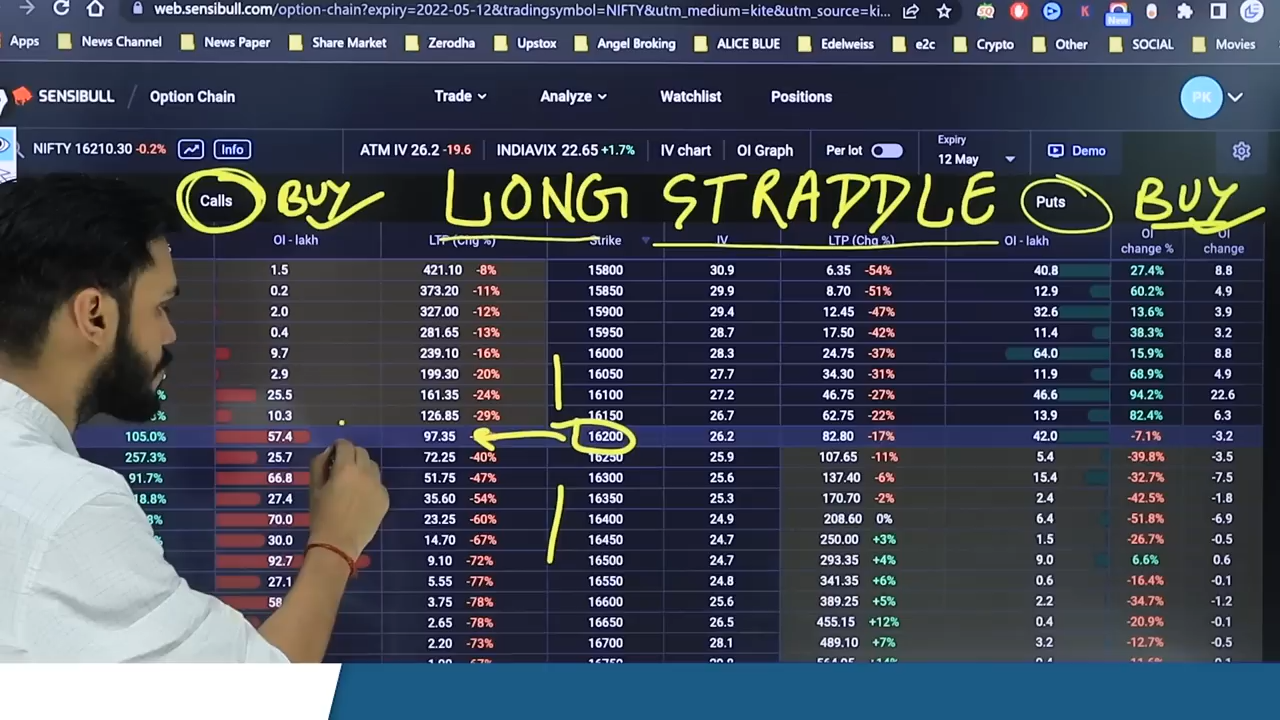 web.sensibull.com/option-chain?expiry=2022-05-12&tradingsymbol=NIFTY&utm_medium=kite&utm_source=ki...
New
Apps News Channel News Paper Share Market Zerodha Upstox Angel Broking ALICE BLUE Edelweiss e2c Crypto Other SOCIAL Movies
SENSIBULL / Option Chain Trade Analyze Watchlist Positions PK
NIFTY 16210.30 -0.2% Info ATM IV 26.2 -19.6 INDIAVIX 22.65 +1.7% IV chart OI Graph Per lot Expiry 12 May Demo
Calls BUY LONG STRADDLE Puts BUY
OI - lakh LTP (Chg %) Strike IV LTP (Chg %) OI - lakh OI change % OI change
1.5 421.10 -8% 15800 30.9 6.35 -54% 40.8 27.4% 8.8
0.2 373.20 -11% 15850 29.9 8.70 -51% 12.9 60.2% 4.9
2.0 327.00 -12% 15900 29.4 12.45 -47% 32.6 13.6% 3.9
0.4 281.65 -13% 15950 28.7 17.50 -42% 11.4 38.3% 3.2
9.7 239.10 -16% 16000 28.3 24.75 -37% 64.0 15.9% 8.8
2.9 199.30 -20% 16050 27.7 34.30 -31% 11.9 68.9% 4.9
25.5 161.35 -24% 16100 27.2 46.75 -27% 46.6 94.2% 22.6
10.3 126.85 -29% 16150 26.7 62.75 -22% 13.9 82.4% 6.3
105.0% 57.4 97.35 16200 26.2 82.80 -17% 42.0 -7.1% -3.2
257.3% 25.7 72.25 -40% 16250 25.9 107.65 -11% 5.4 -39.8% -3.5
91.7% 66.8 51.75 -47% 16300 25.6 137.40 -6% 15.4 -32.7% -7.5
18.8% 27.4 35.60 -54% 16350 25.3 170.70 -2% 2.4 -42.5% -1.8
70.0 23.25 -60% 16400 24.9 208.60 0% 6.4 -51.8% -6.9
30.0 14.70 -67% 16450 24.7 250.00 +3% 1.5 -26.7% -0.5
92.7 9.10 -72% 16500 24.7 293.35 +4% 9.0 6.6% 0.6
27.1 5.55 -77% 16550 24.8 341.35 +6% 0.6 -16.4% -0.1
3.75 -78% 16600 25.6 389.25 +5% 2.2 -34.7% -1.2
2.65 -78% 16650 26.5 455.15 +12% 0.4 -20.9% -0.1
2.20 -73% 16700 28.1 489.10 +7% 3.2 -12.7% -0.5